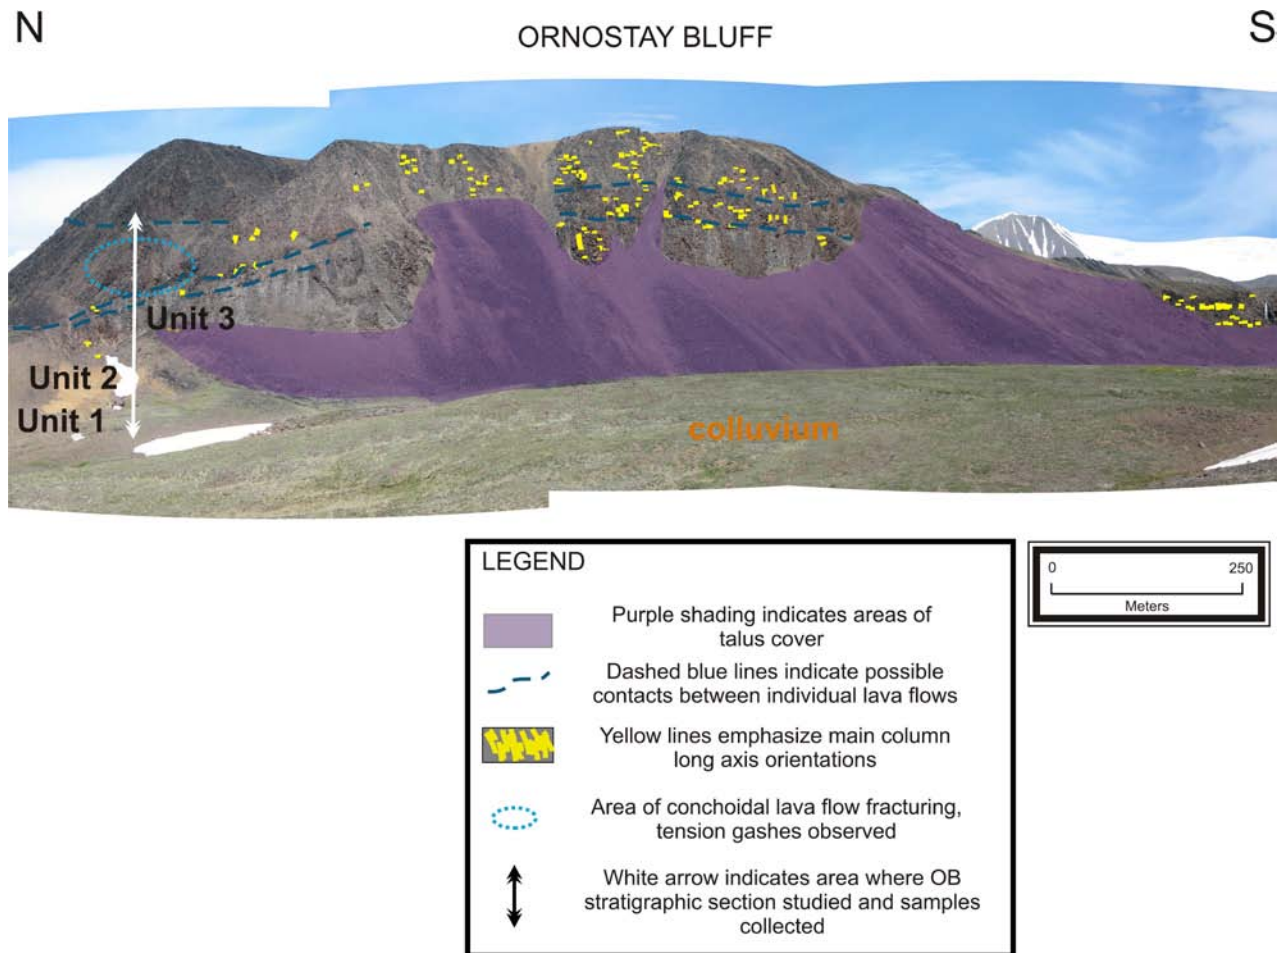 N
ORNOSTAY BLUFF
S
Unit 3
Unit 2
Unit 1
colluvium
LEGEND
Purple shading indicates areas of
talus cover
Dashed blue lines indicate possible
contacts between individual lava flows
Yellow lines emphasize main column
long axis orientations
Area of conchoidal lava flow fracturing,
tension gashes observed
White arrow indicates area where OB
stratigraphic section studied and samples
collected
0 250
Meters